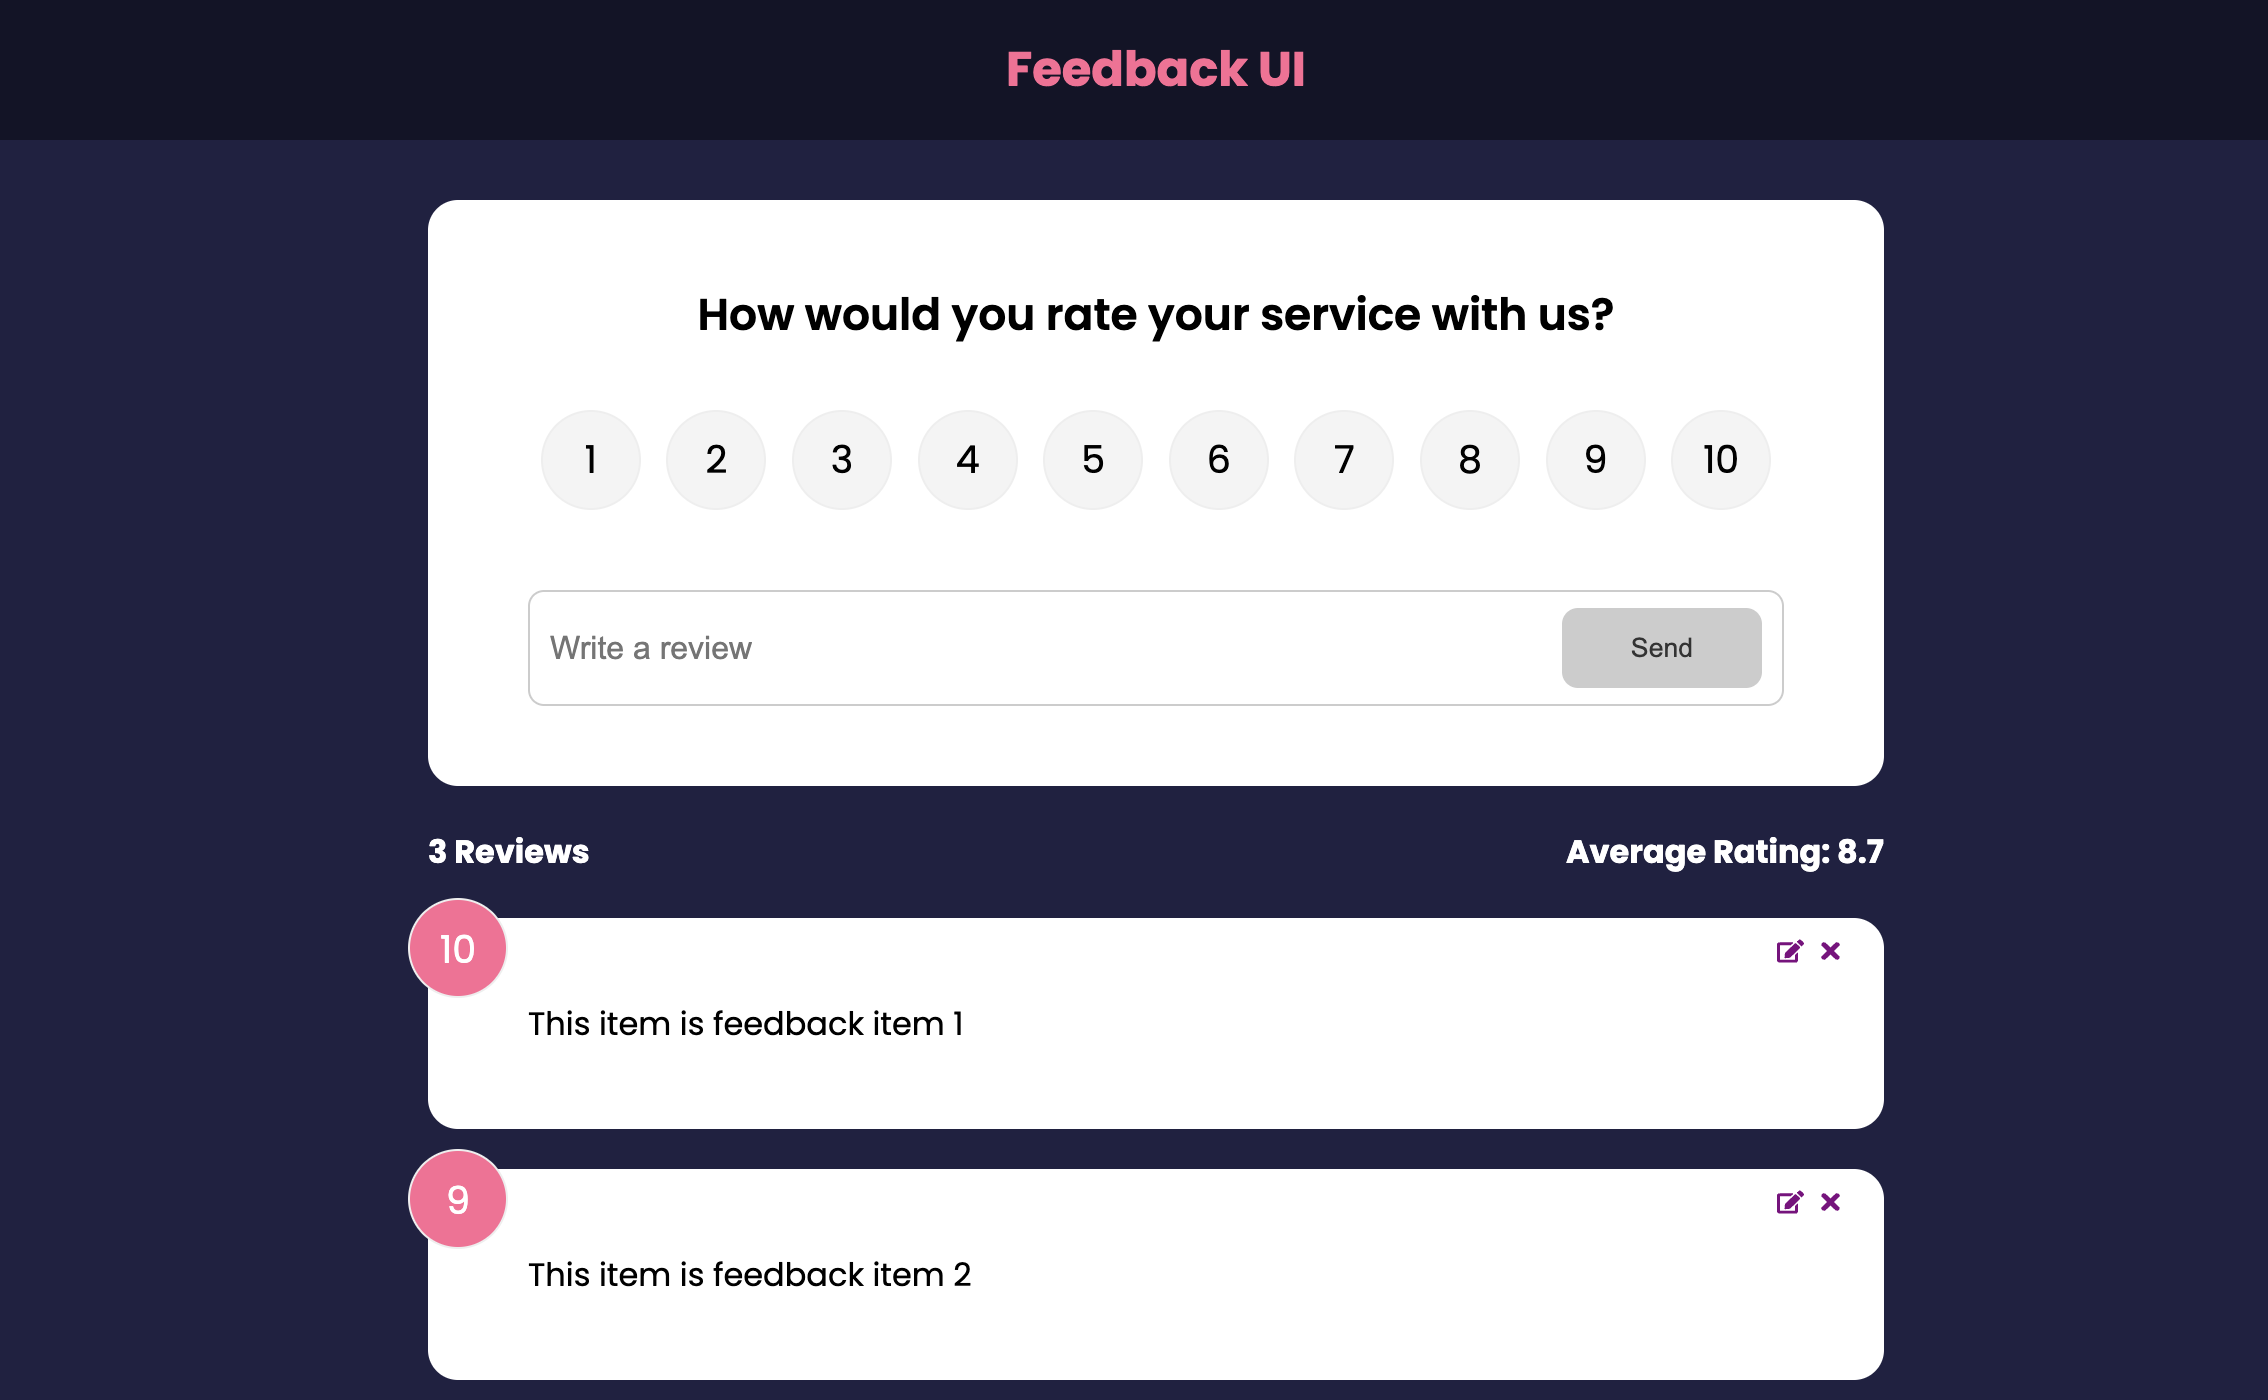 Feedback UI
How would you rate your service with us?
1 2 3 4 5 6 7 8 9 10
Write a review
Send
3 Reviews
Average Rating: 8.7
10
This item is feedback item 1
9
This item is feedback item 2